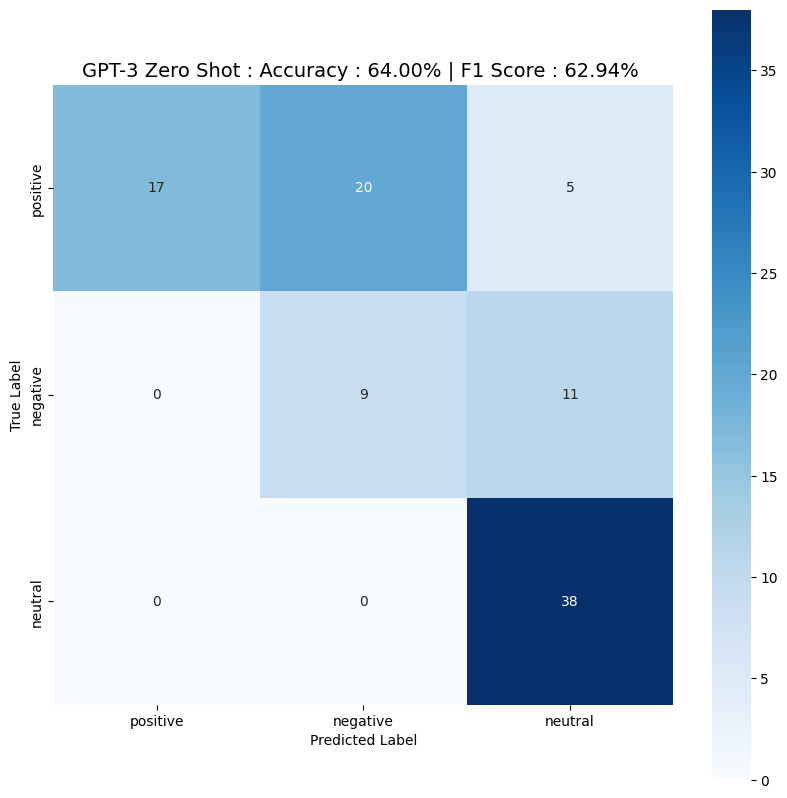 GPT-3 Zero Shot : Accuracy : 64.00% | F1 Score : 62.94%
True Label
positive
17
20
5
negative
0
9
11
neutral
0
0
38
positive
negative
neutral
Predicted Label
35
30
25
20
15
10
5
0